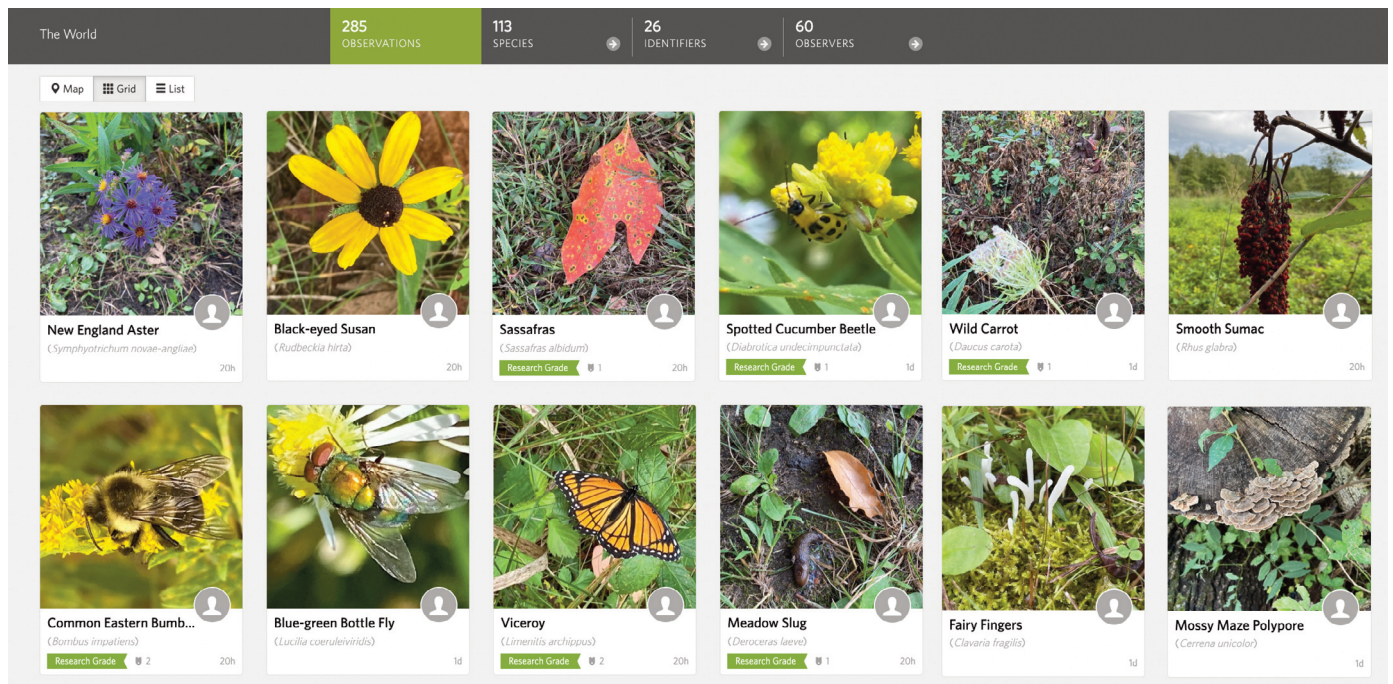 The World
285
OBSERVATIONS
113
SPECIES
26
IDENTIFIERS
60
OBSERVERS
Map
Grid
List
New England Aster
(Symphyotrichum novae-angliae)
20h
Black-eyed Susan
(Rudbeckia hirta)
20h
Sassafras
(Sassafras albidum)
Research Grade 1 20h
Spotted Cucumber Beetle
(Diabrotica undecimpunctata)
Research Grade 1 1d
Wild Carrot
(Daucus carota)
Research Grade 1 1d
Smooth Sumac
(Rhus glabra)
20h
Common Eastern Bumb...
(Bombus impatiens)
Research Grade 2 20h
Blue-green Bottle Fly
(Lucilia coeruleiviridis)
1d
Viceroy
(Limenitis archippus)
Research Grade 2 20h
Meadow Slug
(Deroceras laeve)
Research Grade 1 20h
Fairy Fingers
(Clavaria fragilis)
1d
Mossy Maze Polypore
(Cerrena unicolor)
1d